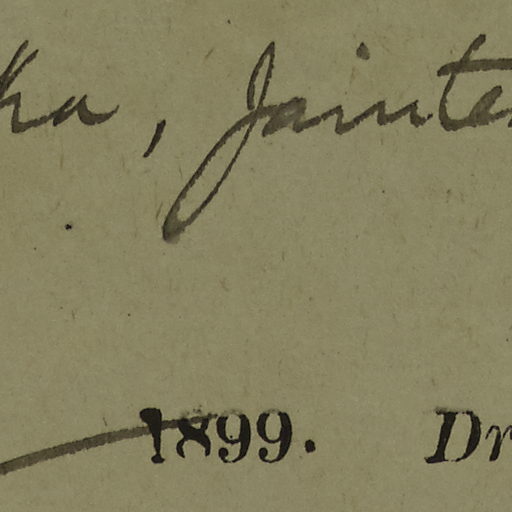 ka, Jainte
1899. Dr